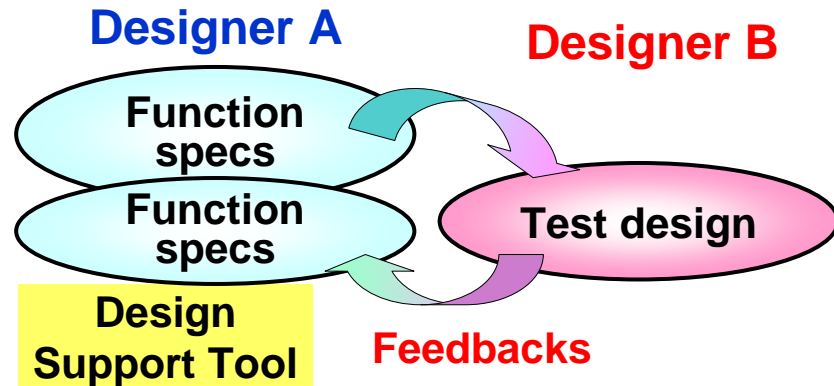 Designer A
Designer B
Function
specs
Function
specs
Test design
Design
Support Tool
Feedbacks